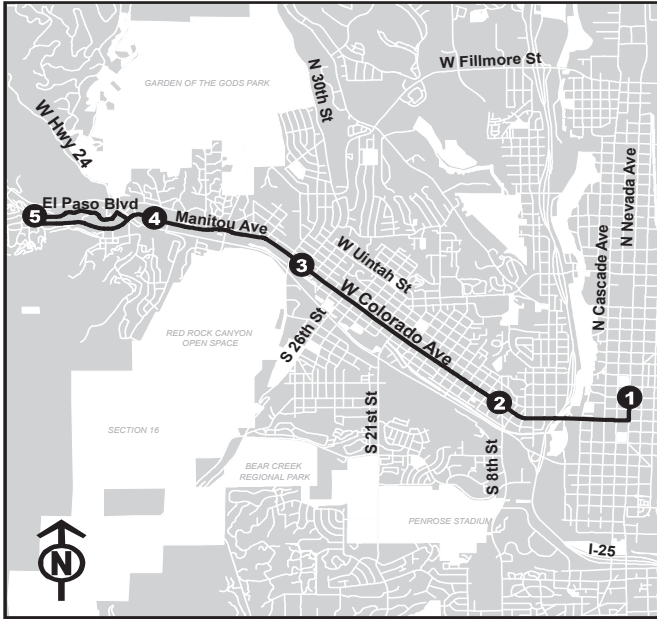 W Fillmore St
GARDEN OF THE GODS PARK
N 30th St
W Hwy 24
N Nevada Ave
El Paso Blvd
5
4
Manitou Ave
3
W Uintah St
N Cascade Ave
W Colorado Ave
RED ROCK CANYON
OPEN SPACE
S 26th St
1
2
SECTION 16
S 21st St
S 8th St
BEAR CREEK
REGIONAL PARK
PENROSE STADIUM
I-25
N